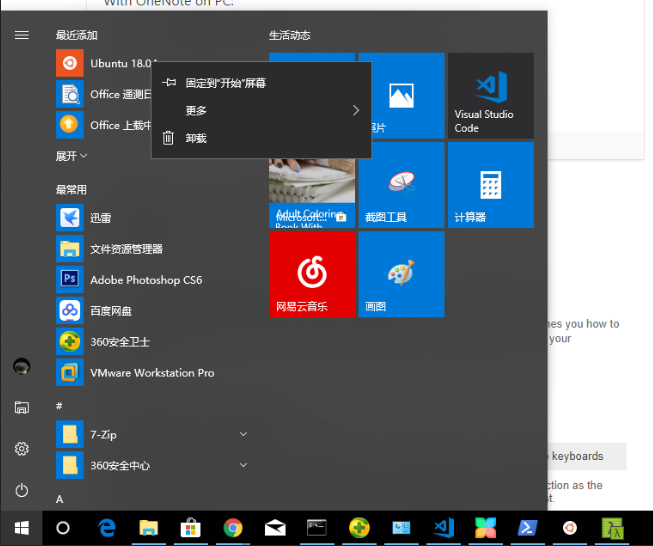 With OneNote on PC.
最近添加
生活动态
Ubuntu 18.04
固定到"开始"屏幕
Office 遥测日
更多
Office 上载中
卸载
照片
Visual Studio
Code
展开
最常用
迅雷
Adult Coloring
Microsoft...
Book With
截图工具
计算器
文件资源管理器
Ps
Adobe Photoshop CS6
百度网盘
网易云音乐
画图
360安全卫士
nes you how to
your
VMware Workstation Pro
#
7-Zip
keyboards
360安全中心
ction as the
st.
A